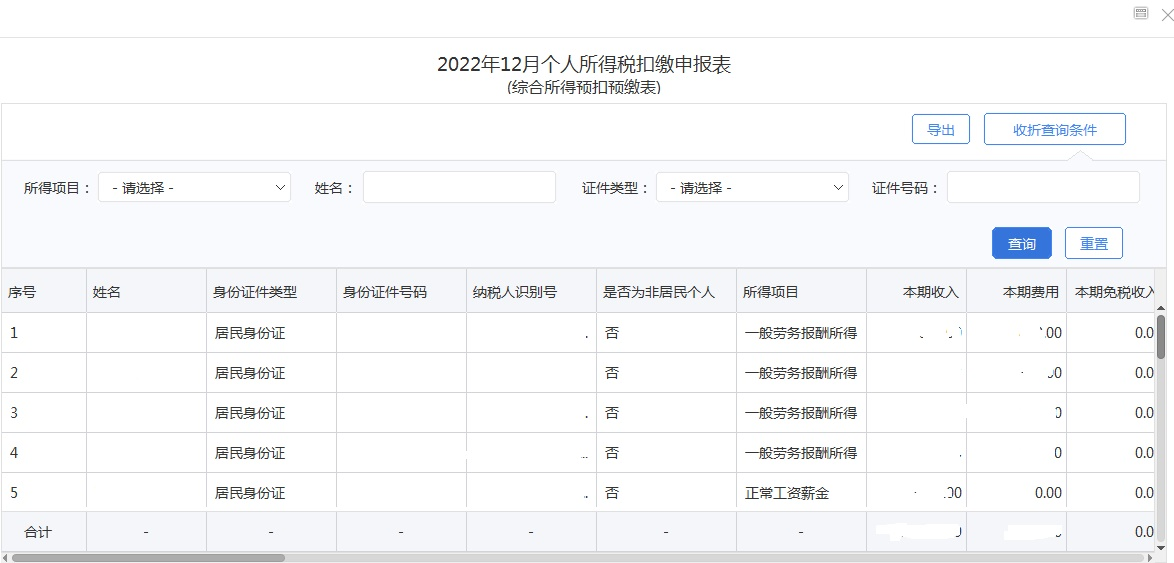 2022年12月个人所得税扣缴申报表
(综合所得预扣预缴表)
导出 收折查询条件
所得项目： - 请选择 - 姓名： 证件类型： - 请选择 - 证件号码：
查询 重置
序号 姓名 身份证件类型 身份证件号码 纳税人识别号 是否为非居民个人 所得项目 本期收入 本期费用 本期免税收入
1 居民身份证 否 一般劳务报酬所得 .00 0.0
2 居民身份证 否 一般劳务报酬所得 0.0
3 居民身份证 否 一般劳务报酬所得 0 0.0
4 居民身份证 否 一般劳务报酬所得 0 0.0
5 居民身份证 否 正常工资薪金 .00 0.00 0.0
合计 - - - - - - 0.0